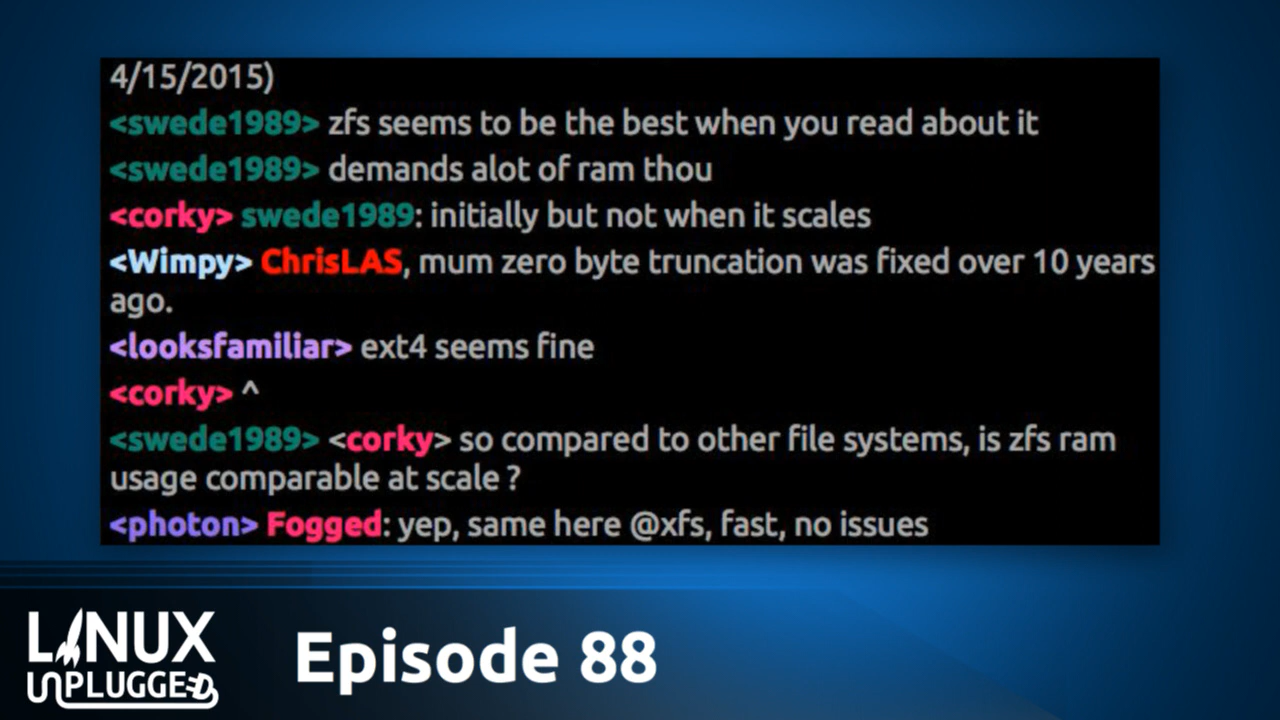 4/15/2015)
<swede1989> zfs seems to be the best when you read about it
<swede1989> demands alot of ram thou
<corky> swede1989: initially but not when it scales
<Wimpy> ChrisLAS, mum zero byte truncation was fixed over 10 years
ago.
<looksfamiliar> ext4 seems fine
<corky> ^
<swede1989> <corky> so compared to other file systems, is zfs ram
usage comparable at scale ?
<photon> Fogged: yep, same here @xfs, fast, no issues
LINUX
UNPLUGGED
Episode 88